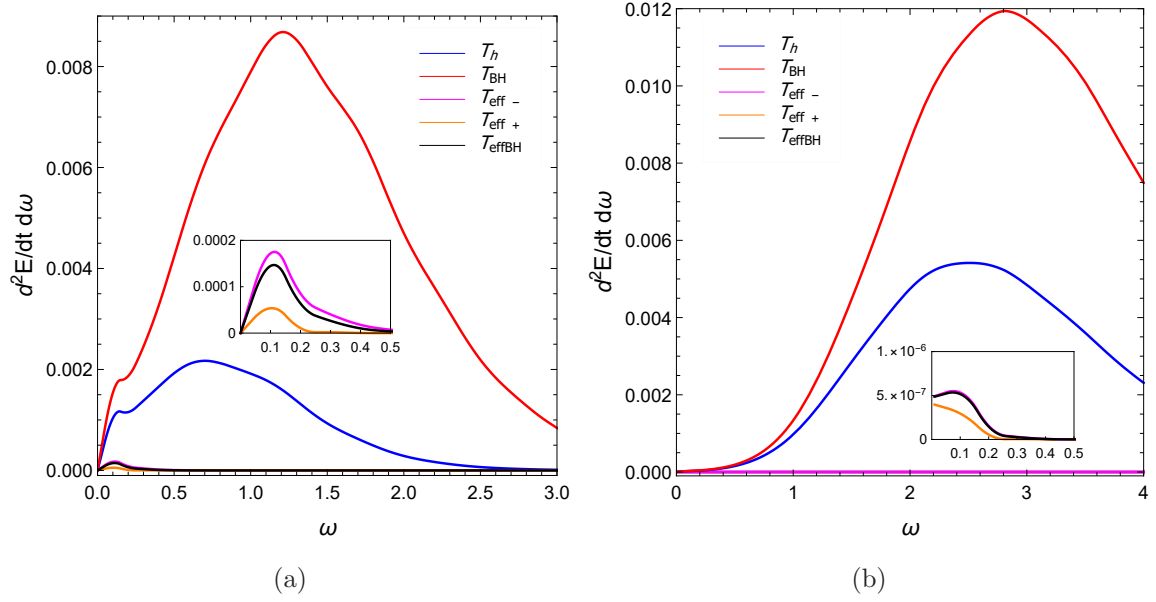 d²E/dt dω
0.008
0.006
0.004
0.002
0.000
0.0 0.5 1.0 1.5 2.0 2.5 3.0
ω
T_h
T_BH
T_eff −
T_eff +
T_effBH
0.0002
0.0001
0
0.1 0.2 0.3 0.4 0.5
(a)
d²E/dt dω
0.012
0.010
0.008
0.006
0.004
0.002
0.000
0 1 2 3 4
ω
T_h
T_BH
T_eff −
T_eff +
T_effBH
1.×10⁻⁶
5.×10⁻⁷
0
0.1 0.2 0.3 0.4 0.5
(b)